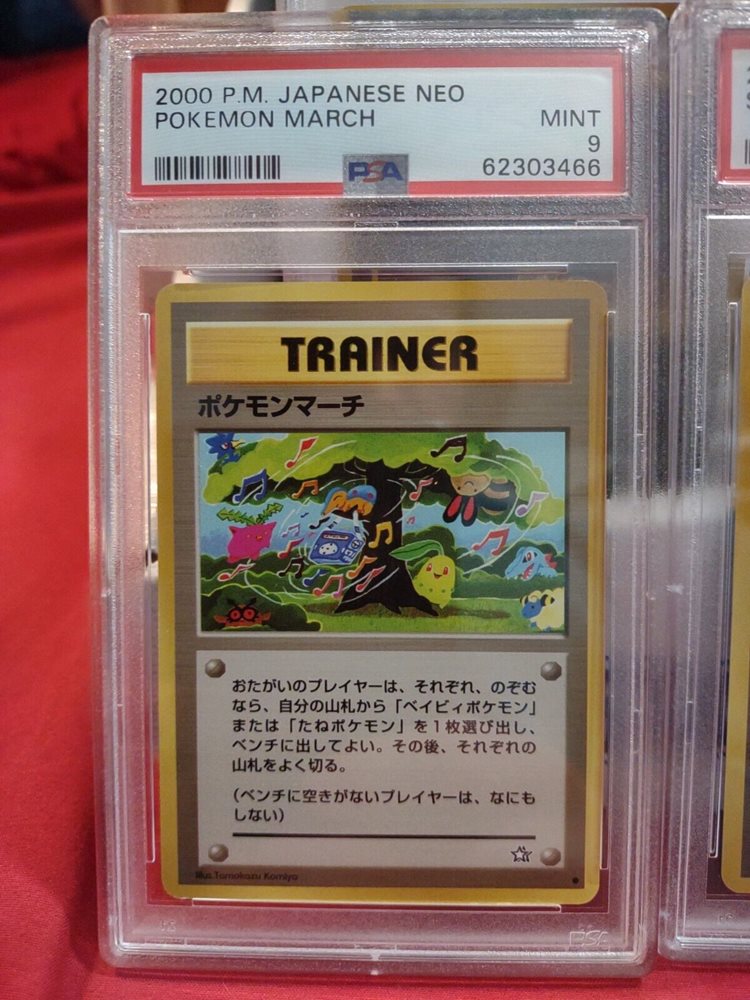 2000 P.M. JAPANESE NEO
POKEMON MARCH
MINT
9
PSA
62303466
TRAINER
ポケモンマーチ
おたがいのプレイヤーは、それぞれ、のぞむ
なら、自分の山札から「ベイビィポケモン」
または「たねポケモン」を1枚選び出し、
ベンチに出してよい。その後、それぞれの
山札をよく切る。
(ベンチに空きがないプレイヤーは、なにも
しない)
Illus.Tomokazu Komiya
PSA